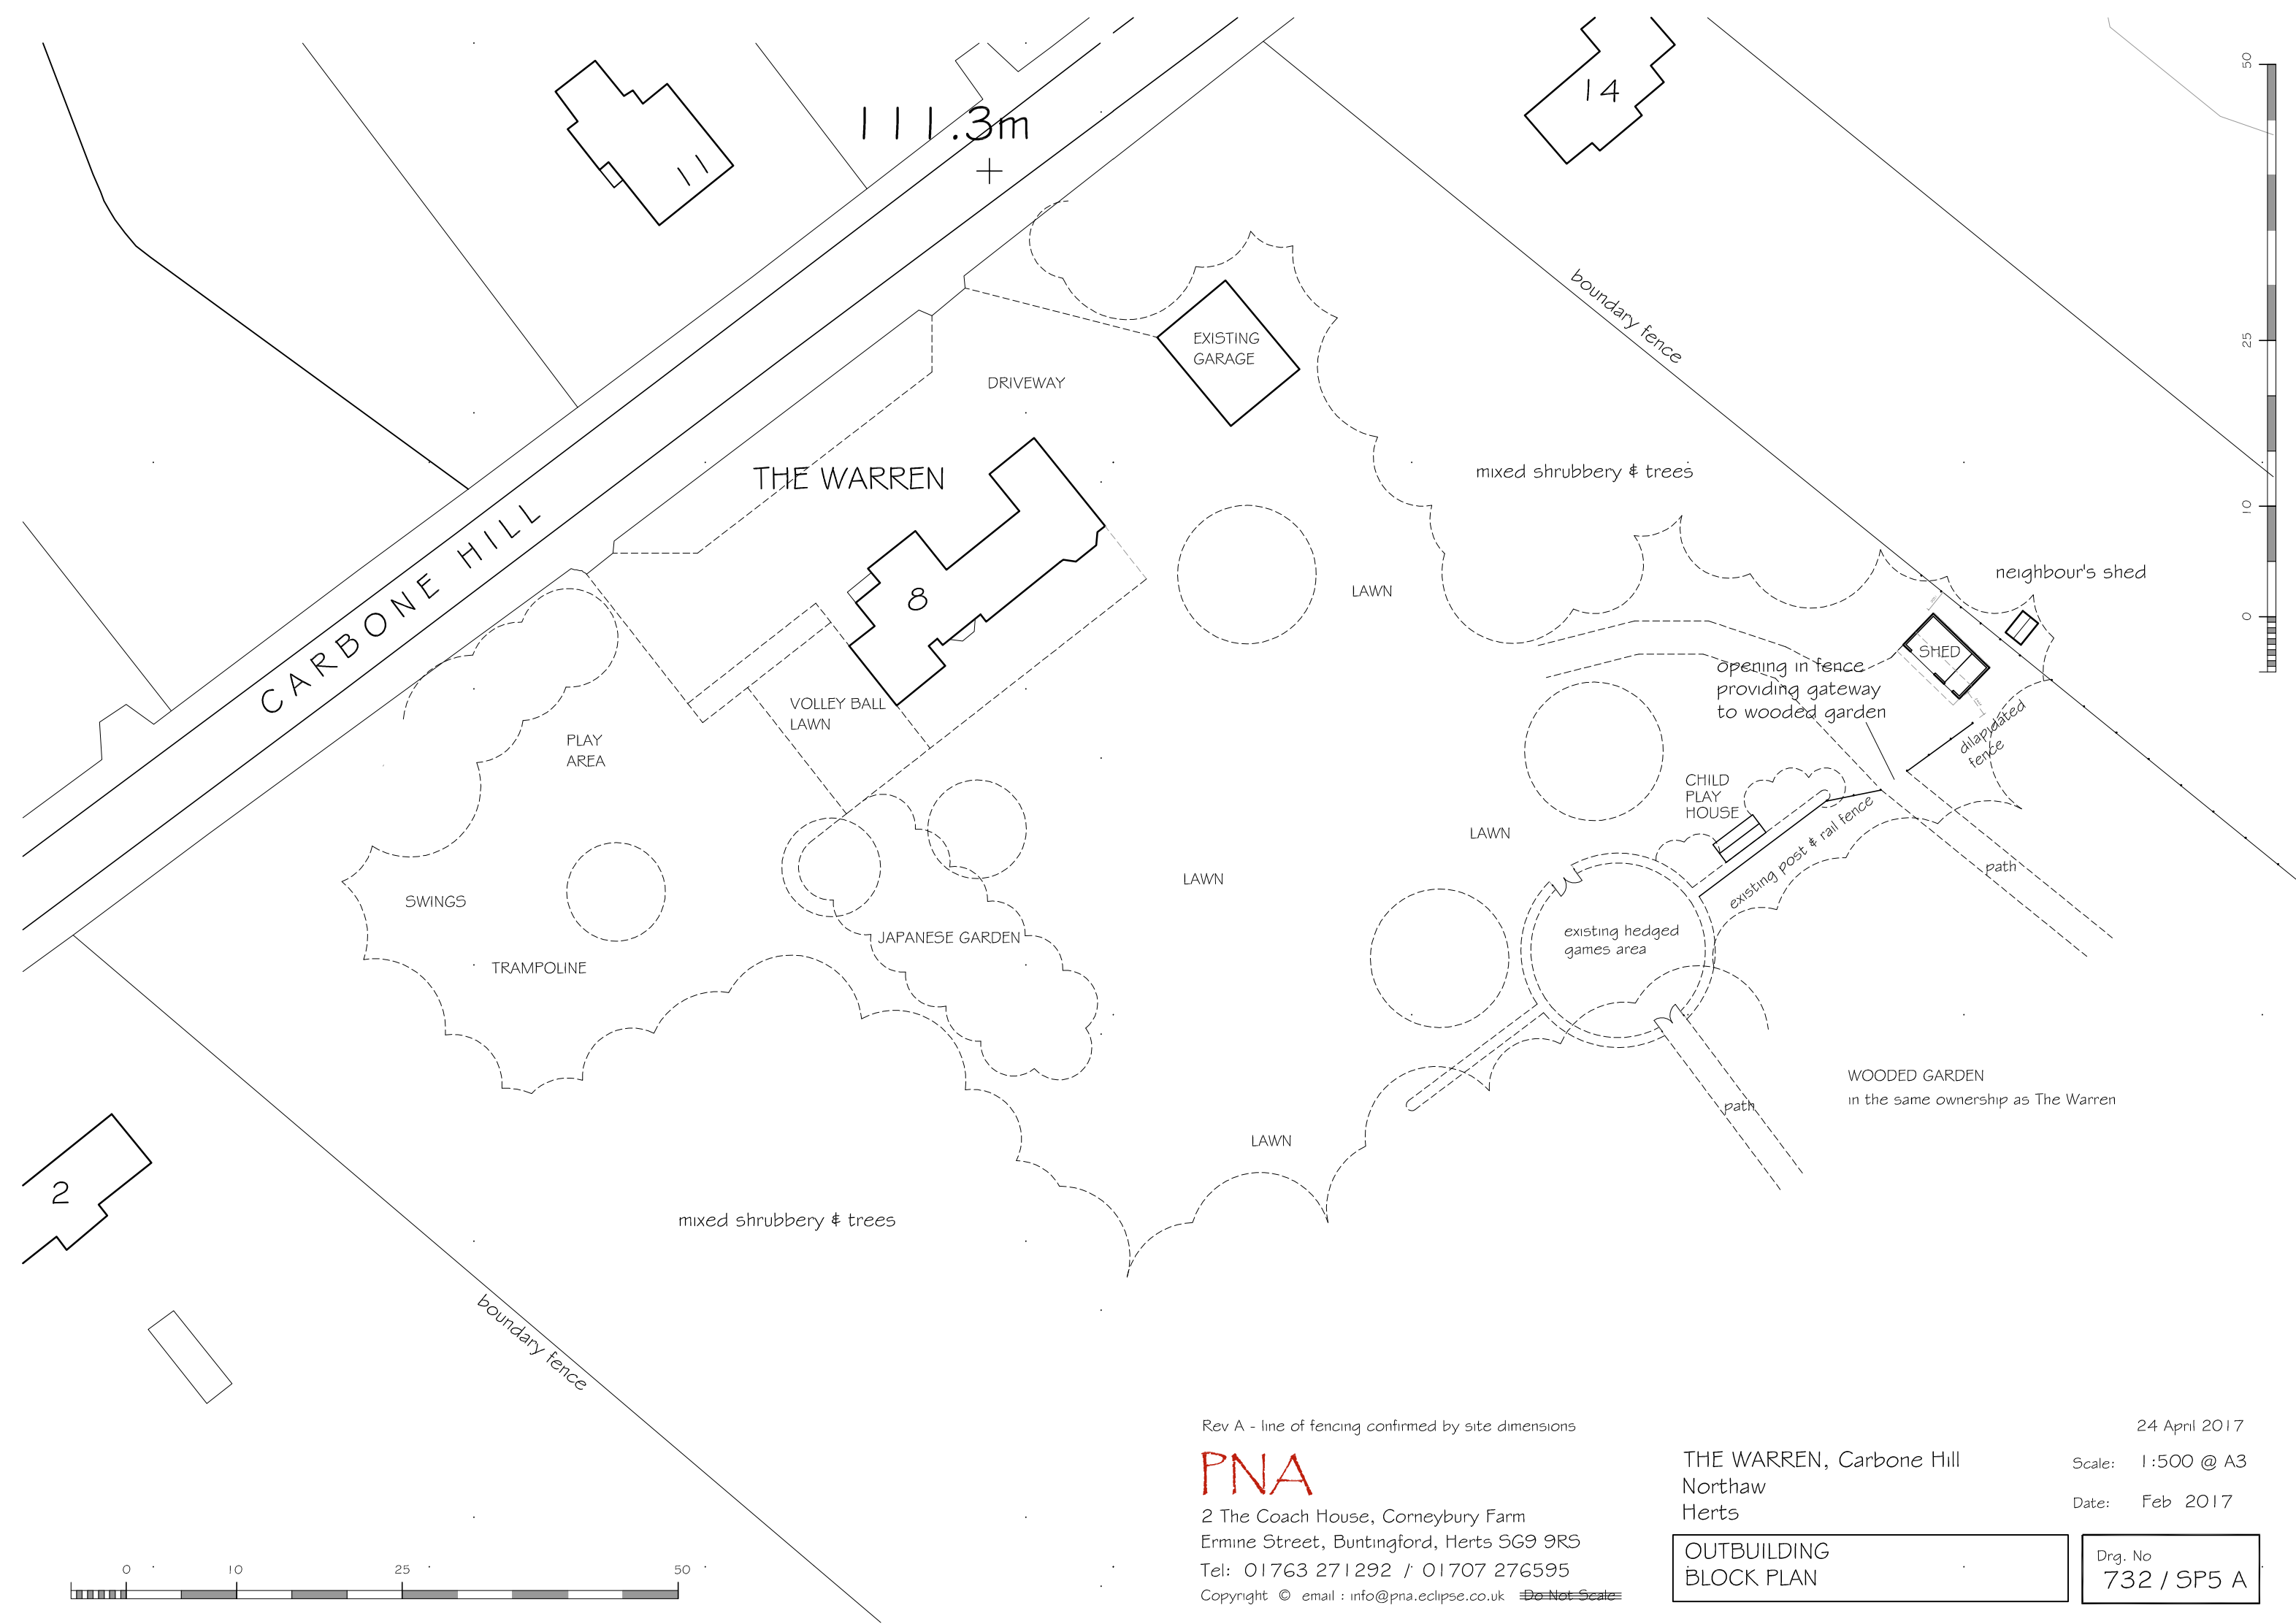 50
14
11
111.3m
boundary fence
EXISTING
GARAGE
25
DRIVEWAY
THE WARREN
mixed shrubbery & trees
10
CARBONE HILL
neighbour's shed
8
LAWN
0
SHED
opening in fence
providing gateway
to wooded garden
VOLLEY BALL
LAWN
dilapidated
fence
PLAY
AREA
CHILD
PLAY
HOUSE
existing post & rail fence
LAWN
path
LAWN
SWINGS
existing hedged
games area
JAPANESE GARDEN
TRAMPOLINE
WOODED GARDEN
in the same ownership as The Warren
path
LAWN
2
mixed shrubbery & trees
boundary fence
Rev A - line of fencing confirmed by site dimensions
PNA
2 The Coach House, Corneybury Farm
Ermine Street, Buntingford, Herts SG9 9RS
Tel: 01763 271292 / 01707 276595
Copyright © email : info@pna.eclipse.co.uk Do Not Scale
THE WARREN, Carbone Hill
Northaw
Herts
24 April 2017
Scale: 1:500 @ A3
Date: Feb 2017
OUTBUILDING
BLOCK PLAN
Drg. No
732 / SP5 A
0 10 25 50